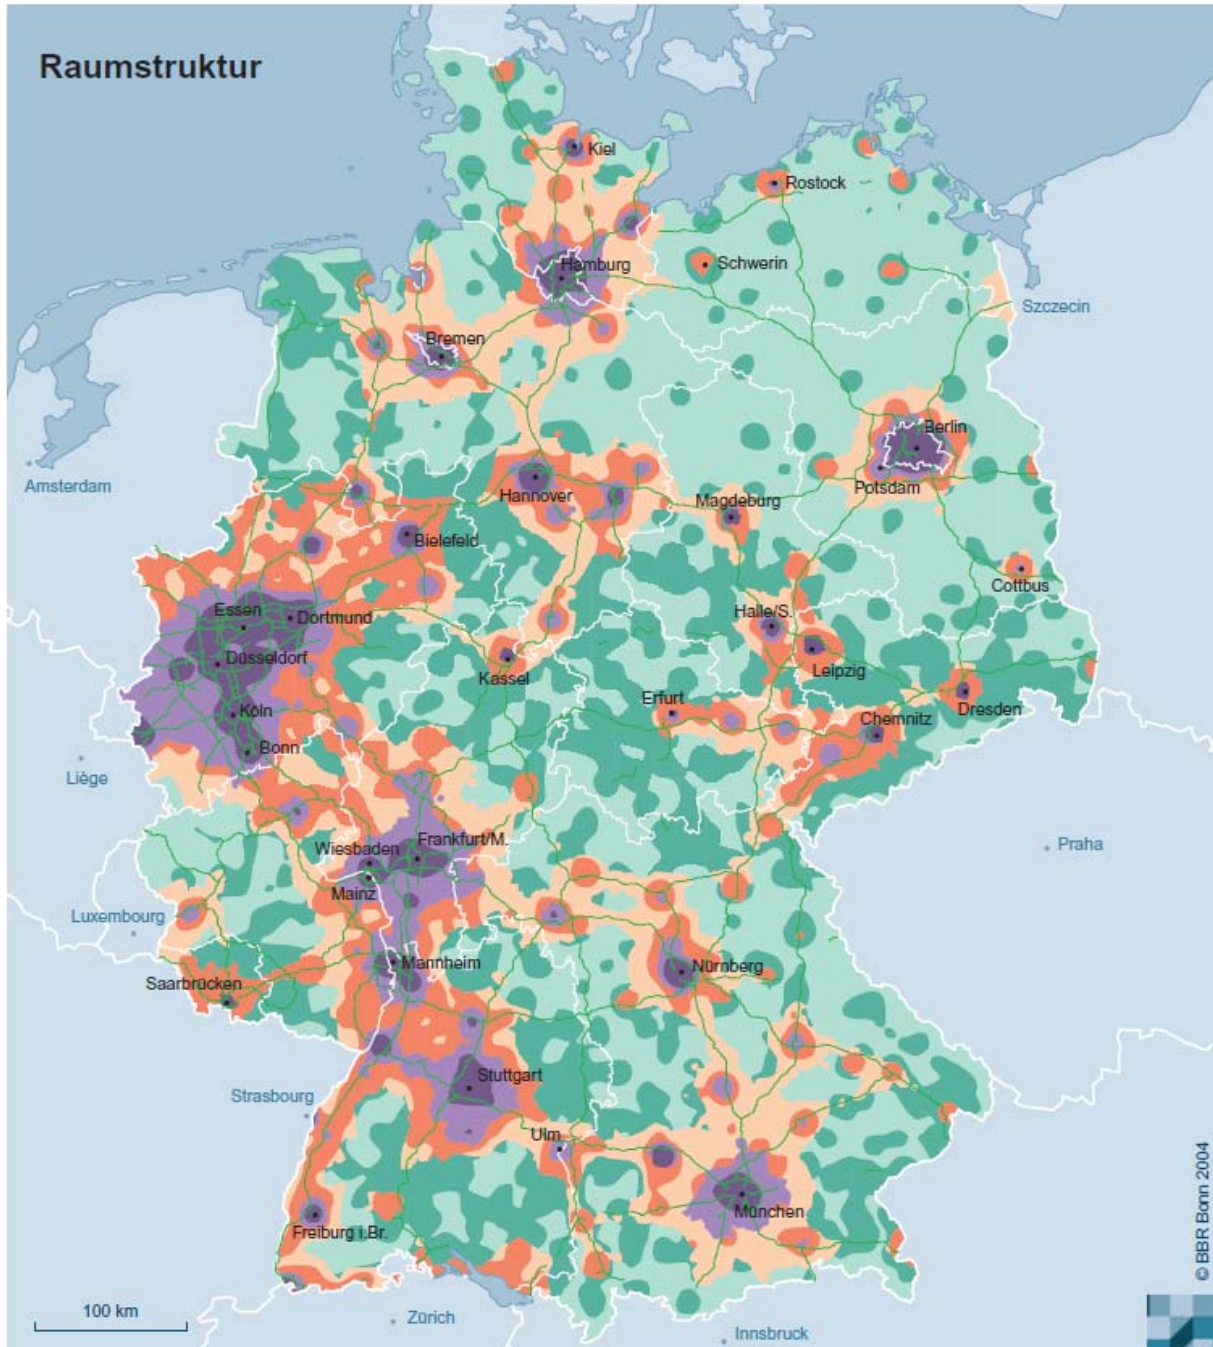 Raumstruktur
Kiel
Rostock
Hamburg
Schwerin
Szczecin
Bremen
Berlin
Amsterdam
Hannover
Potsdam
Magdeburg
Bielefeld
Cottbus
Essen
Dortmund
Halle/S.
Düsseldorf
Leipzig
Kassel
Erfurt
Köln
Dresden
Chemnitz
Bonn
Liège
Frankfurt/M.
Wiesbaden
Praha
Mainz
Luxembourg
Mannheim
Nürnberg
Saarbrücken
Stuttgart
Strasbourg
Ulm
München
Freiburg i.Br.
100 km
Zürich
Innsbruck
© BBR Bonn 2004